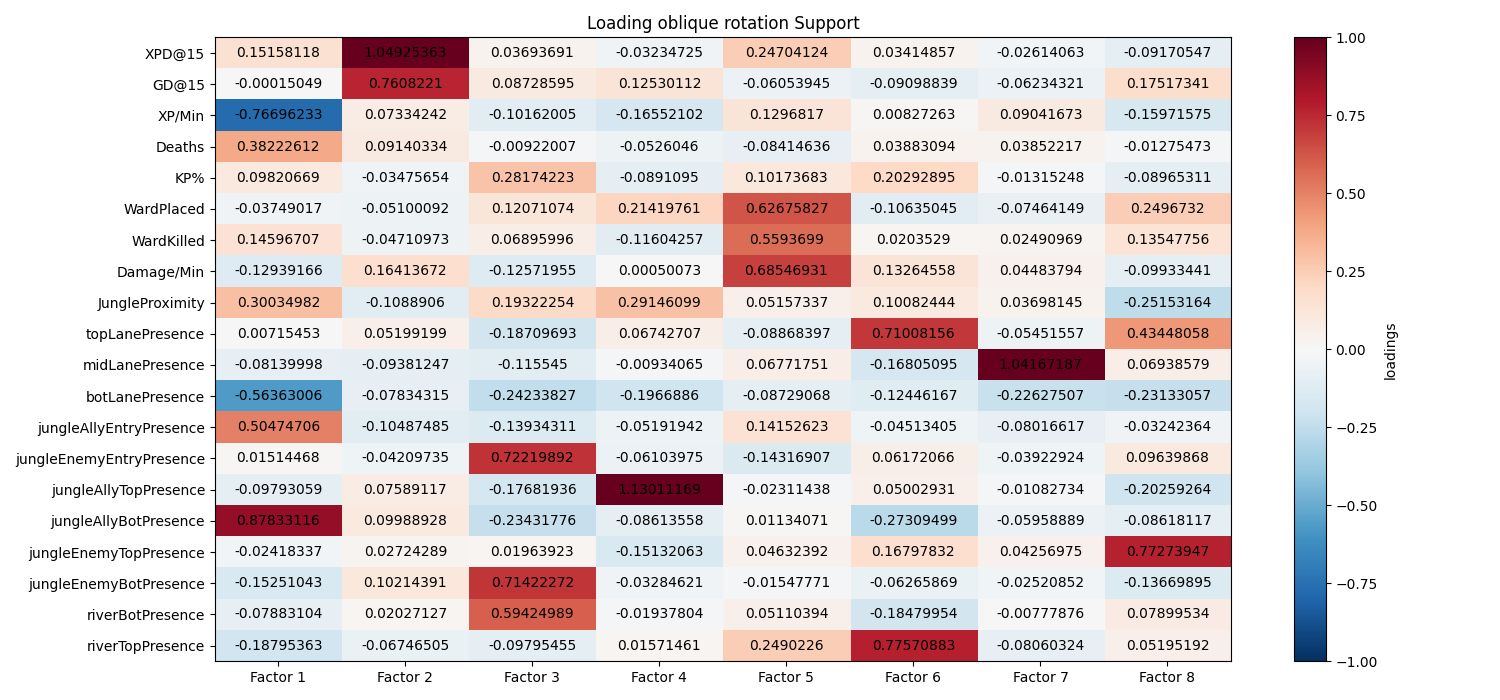 Loading oblique rotation Support
XPD@15 0.15158118 1.04925363 0.03693691 -0.03234725 0.24704124 0.03414857 -0.02614063 -0.09170547
GD@15 -0.00015049 0.7608221 0.08728595 0.12530112 -0.06053945 -0.09098839 -0.06234321 0.17517341
XP/Min -0.76696233 0.07334242 -0.10162005 -0.16552102 0.1296817 0.00827263 0.09041673 -0.15971575
Deaths 0.38222612 0.09140334 -0.00922007 -0.0526046 -0.08414636 0.03883094 0.03852217 -0.01275473
KP% 0.09820669 -0.03475654 0.28174223 -0.0891095 0.10173683 0.20292895 -0.01315248 -0.08965311
WardPlaced -0.03749017 -0.05100092 0.12071074 0.21419761 0.62675827 -0.10635045 -0.07464149 0.2496732
WardKilled 0.14596707 -0.04710973 0.06895996 -0.11604257 0.5593699 0.0203529 0.02490969 0.13547756
Damage/Min -0.12939166 0.16413672 -0.12571955 0.00050073 0.68546931 0.13264558 0.04483794 -0.09933441
JungleProximity 0.30034982 -0.1088906 0.19322254 0.29146099 0.05157337 0.10082444 0.03698145 -0.25153164
topLanePresence 0.00715453 0.05199199 -0.18709693 0.06742707 -0.08868397 0.71008156 -0.05451557 0.43448058
midLanePresence -0.08139998 -0.09381247 -0.115545 -0.00934065 0.06771751 -0.16805095 1.04167187 0.06938579
botLanePresence -0.56363006 -0.07834315 -0.24233827 -0.1966886 -0.08729068 -0.12446167 -0.22627507 -0.23133057
jungleAllyEntryPresence 0.50474706 -0.10487485 -0.13934311 -0.05191942 0.14152623 -0.04513405 -0.08016617 -0.03242364
jungleEnemyEntryPresence 0.01514468 -0.04209735 0.72219892 -0.06103975 -0.14316907 0.06172066 -0.03922924 0.09639868
jungleAllyTopPresence -0.09793059 0.07589117 -0.17681936 1.13011169 -0.02311438 0.05002931 -0.01082734 -0.20259264
jungleAllyBotPresence 0.87833116 0.09988928 -0.23431776 -0.08613558 0.01134071 -0.27309499 -0.05958889 -0.08618117
jungleEnemyTopPresence -0.02418337 0.02724289 0.01963923 -0.15132063 0.04632392 0.16797832 0.04256975 0.77273947
jungleEnemyBotPresence -0.15251043 0.10214391 0.71422272 -0.03284621 -0.01547771 -0.06265869 -0.02520852 -0.13669895
riverBotPresence -0.07883104 0.02027127 0.59424989 -0.01937804 0.05110394 -0.18479954 -0.00777876 0.07899534
riverTopPresence -0.18795363 -0.06746505 -0.09795455 0.01571461 0.2490226 0.77570883 -0.08060324 0.05195192
Factor 1 Factor 2 Factor 3 Factor 4 Factor 5 Factor 6 Factor 7 Factor 8
1.00
0.75
0.50
0.25
0.00
−0.25
−0.50
−0.75
−1.00
loadings